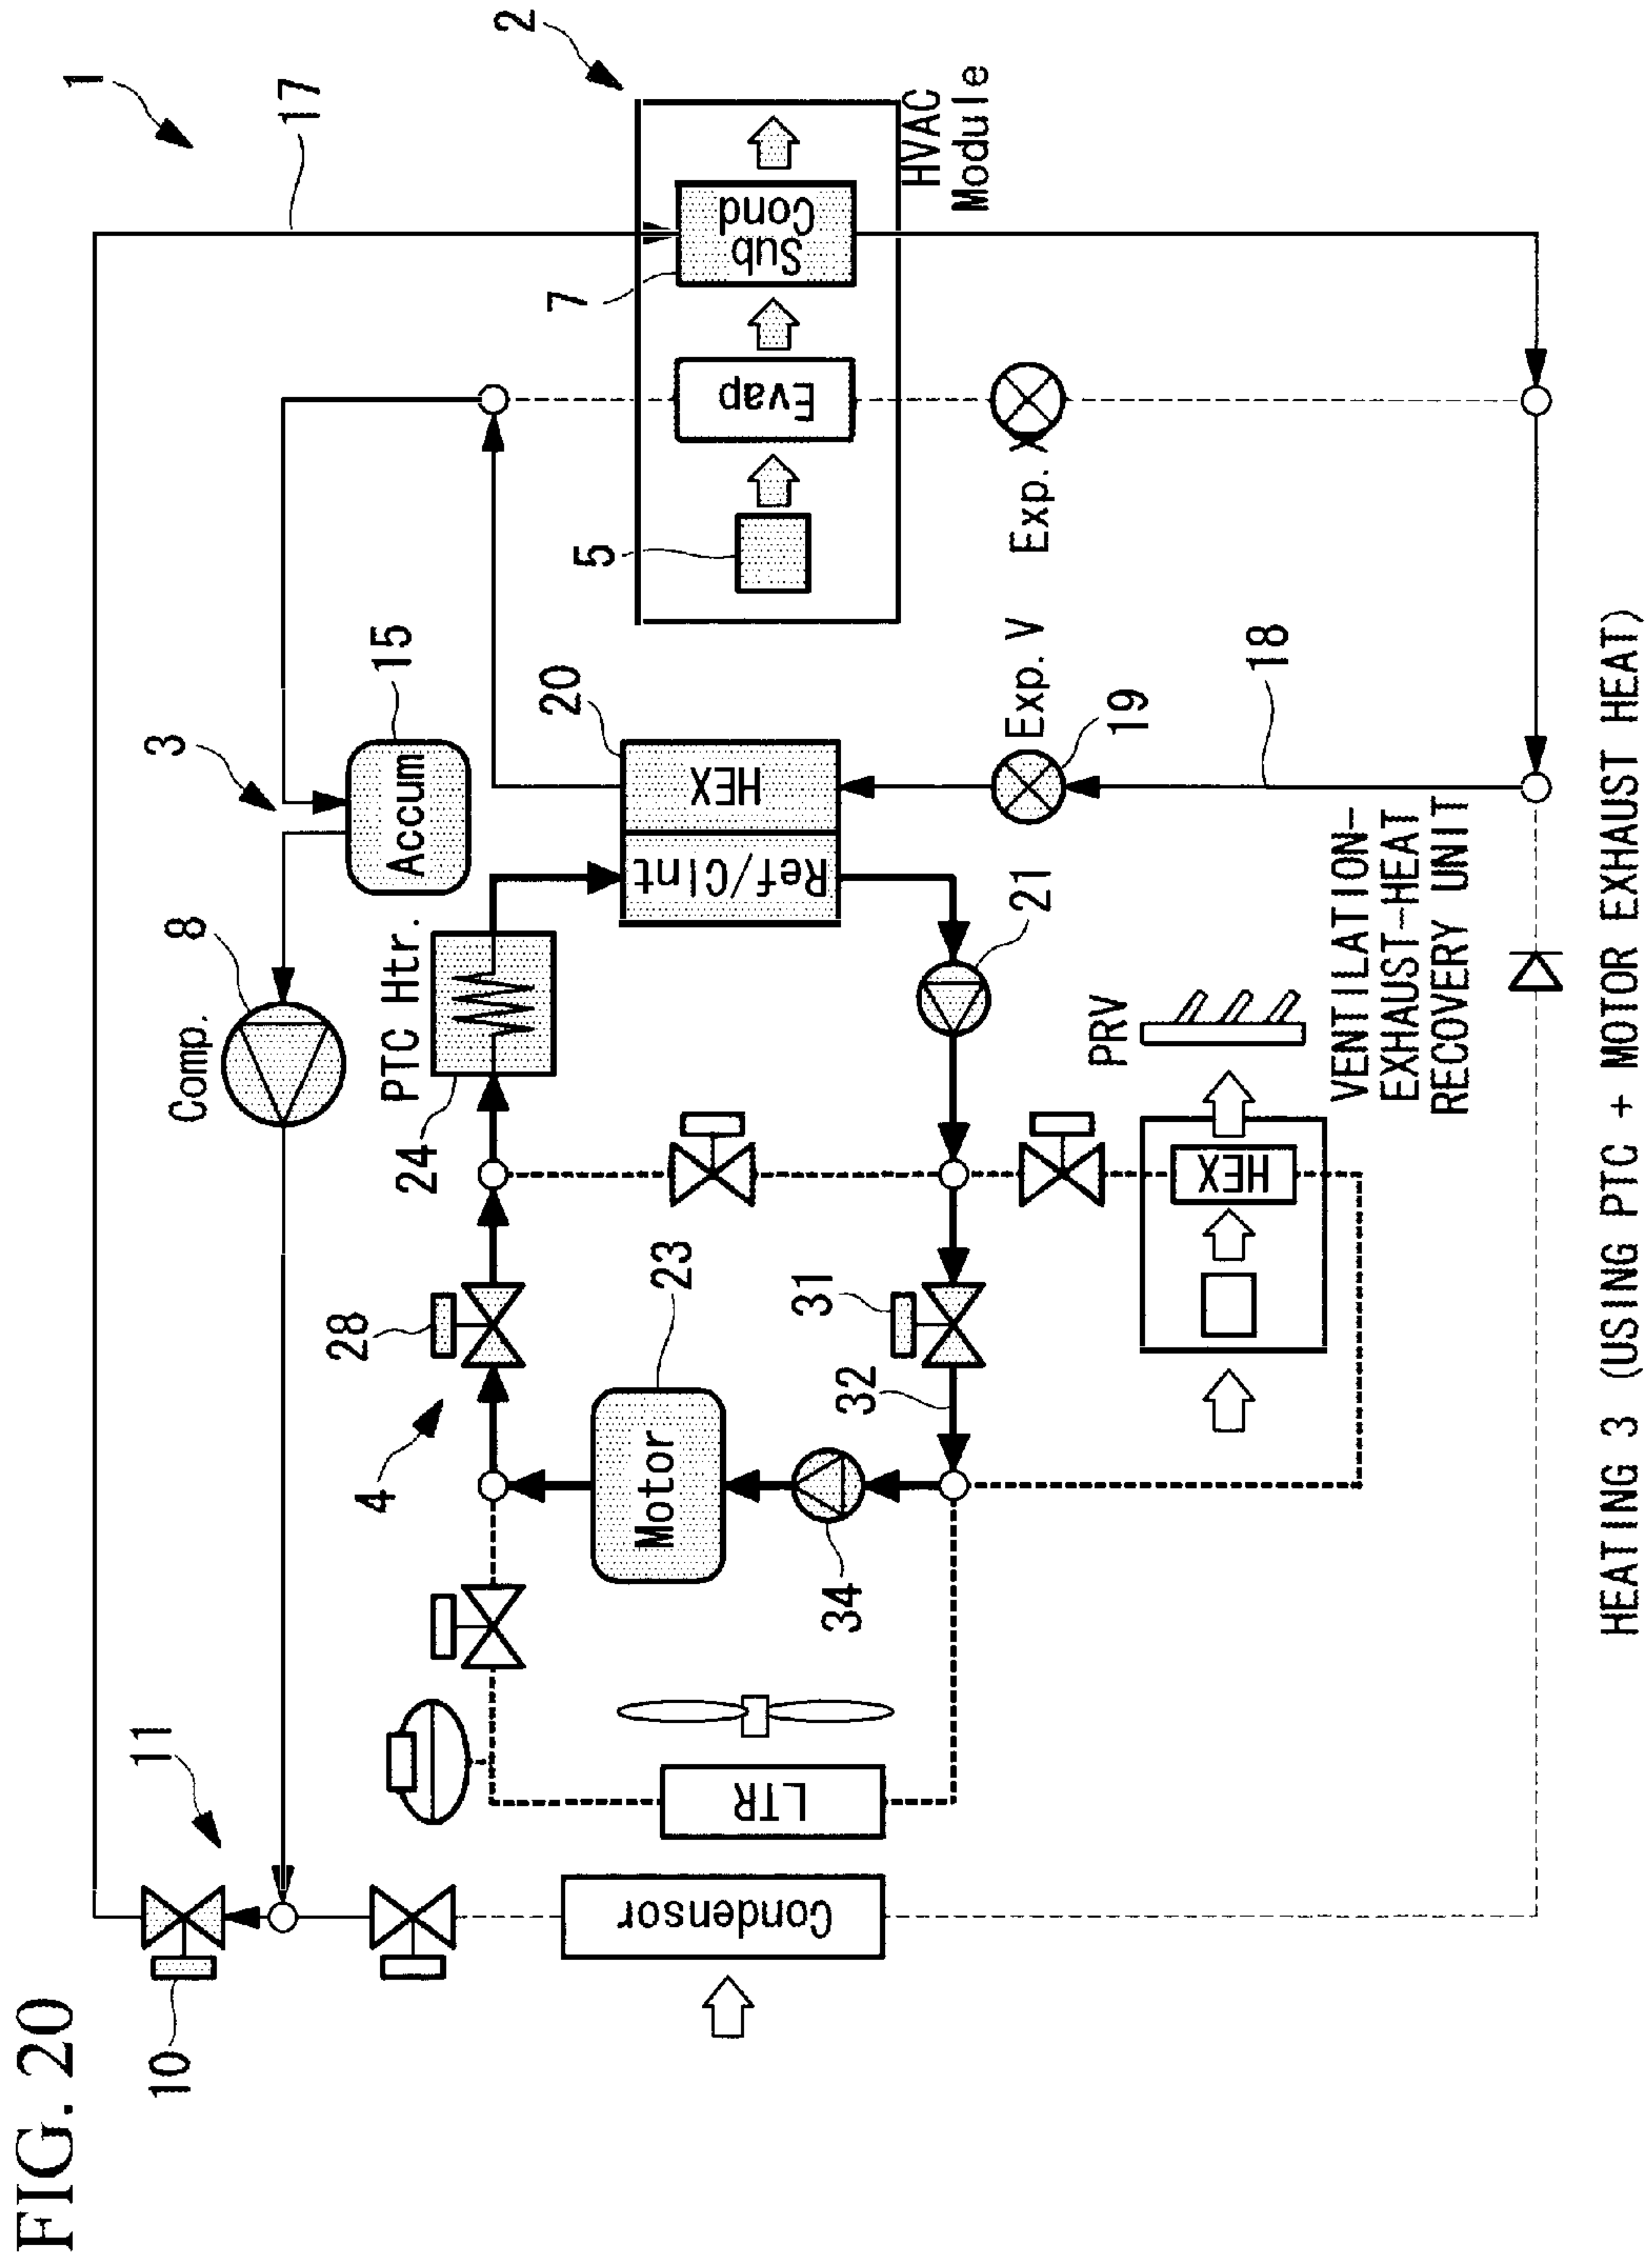 FIG. 20
1
17
2
11
10
3
Comp.
8
Accum
15
7
Sub
Cond
Evap
5
HVAC
Module
4
28
24
PTC Htr.
20
HEX
Ref/Clnt
Motor
23
34
31
32
21
Exp. V
19
Exp. X
18
Condensor
LTR
PRV
HEX
VENTILATION-
EXHAUST-HEAT
RECOVERY UNIT
HEATING 3 (USING PTC + MOTOR EXHAUST HEAT)